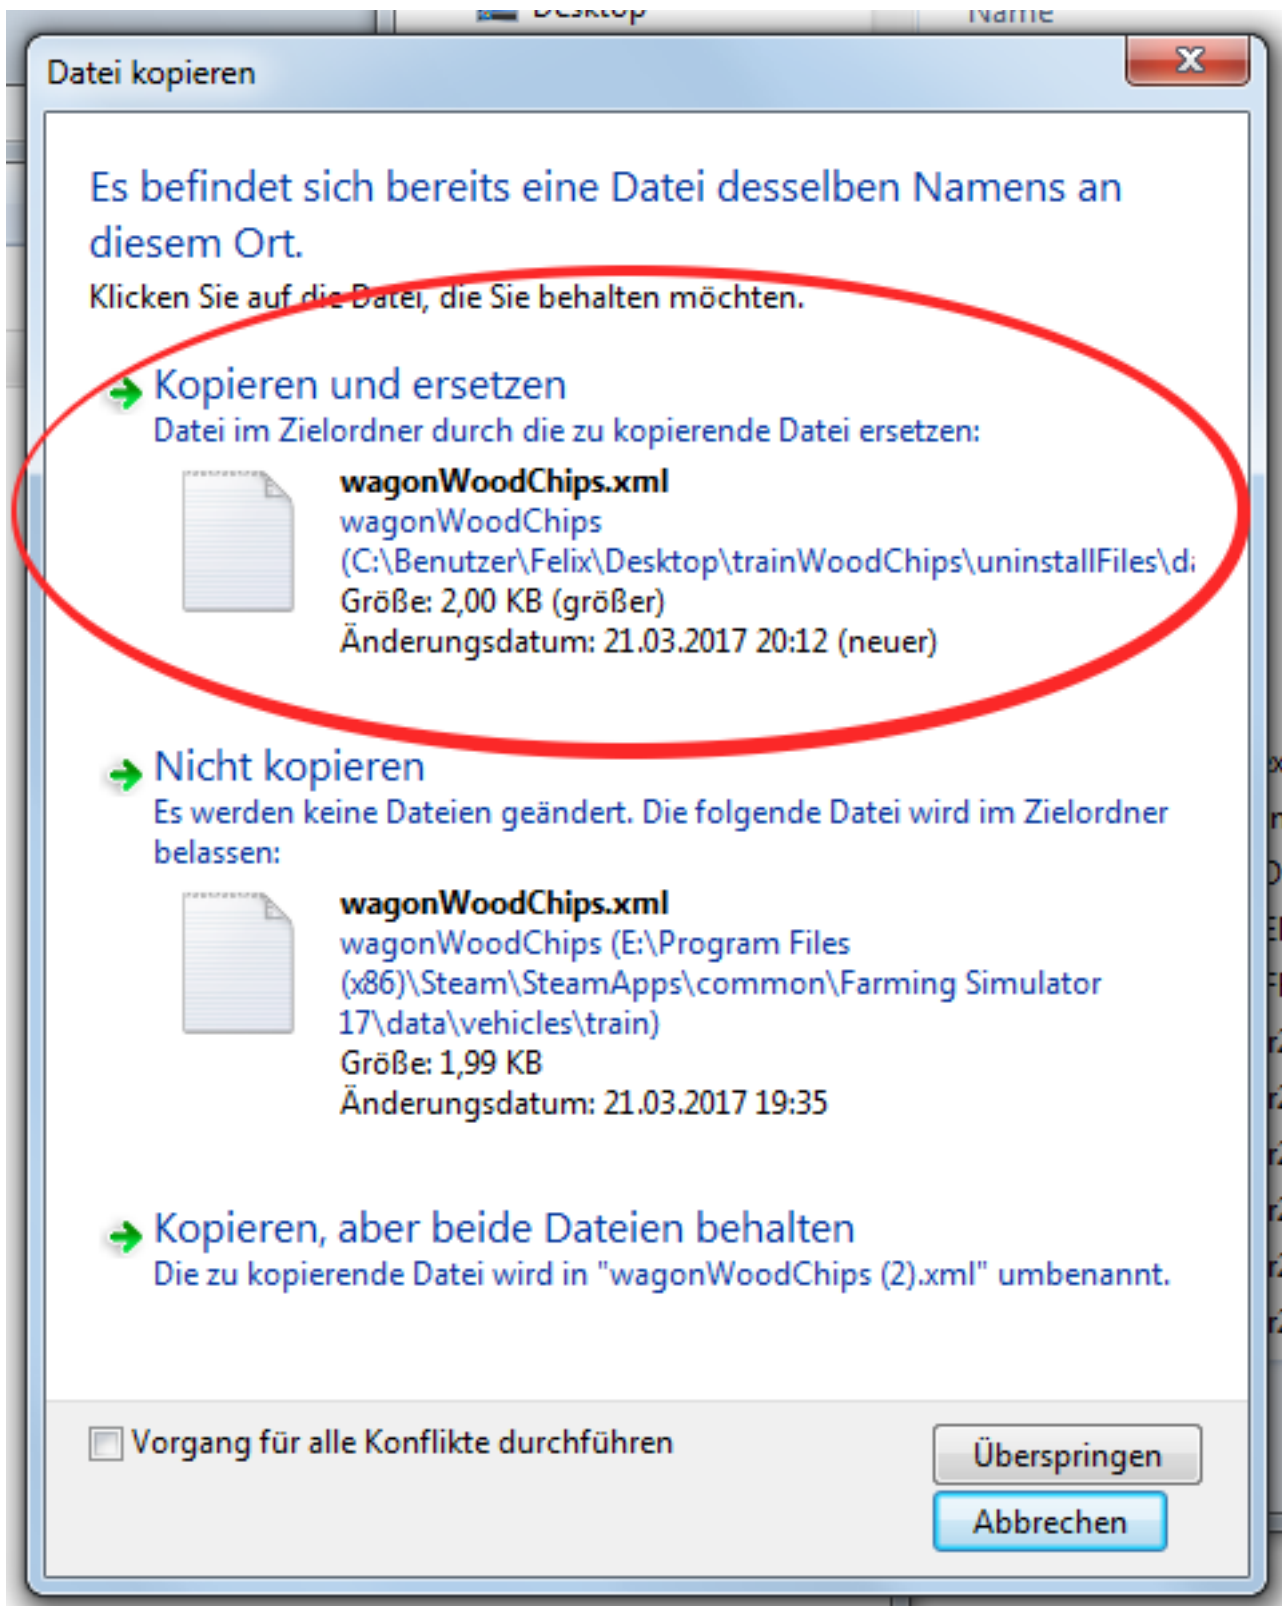 Desktop
Name
Datei kopieren
Es befindet sich bereits eine Datei desselben Namens an
diesem Ort.
Klicken Sie auf die Datei, die Sie behalten möchten.
Kopieren und ersetzen
Datei im Zielordner durch die zu kopierende Datei ersetzen:
wagonWoodChips.xml
wagonWoodChips
(C:\Benutzer\Felix\Desktop\trainWoodChips\uninstallFiles\da
Größe: 2,00 KB (größer)
Änderungsdatum: 21.03.2017 20:12 (neuer)
Nicht kopieren
Es werden keine Dateien geändert. Die folgende Datei wird im Zielordner
belassen:
wagonWoodChips.xml
wagonWoodChips (E:\Program Files
(x86)\Steam\SteamApps\common\Farming Simulator
17\data\vehicles\train)
Größe: 1,99 KB
Änderungsdatum: 21.03.2017 19:35
Kopieren, aber beide Dateien behalten
Die zu kopierende Datei wird in "wagonWoodChips (2).xml" umbenannt.
Vorgang für alle Konflikte durchführen
Überspringen
Abbrechen